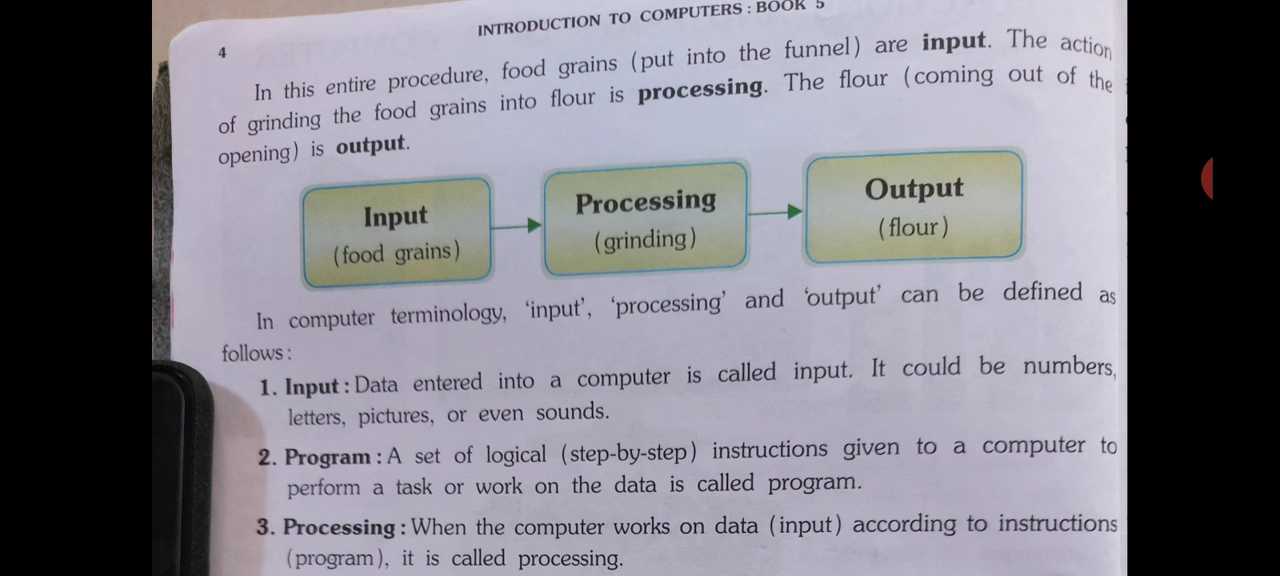 INTRODUCTION TO COMPUTERS : BOOK 5
4
In this entire procedure, food grains (put into the funnel) are input. The action
of grinding the food grains into flour is processing. The flour (coming out of the
opening) is output.
Input
(food grains)
Processing
(grinding)
Output
(flour)
In computer terminology, ‘input’, ‘processing’ and ‘output’ can be defined as
follows :
1. Input : Data entered into a computer is called input. It could be numbers,
letters, pictures, or even sounds.
2. Program : A set of logical (step-by-step) instructions given to a computer to
perform a task or work on the data is called program.
3. Processing : When the computer works on data (input) according to instructions
(program), it is called processing.